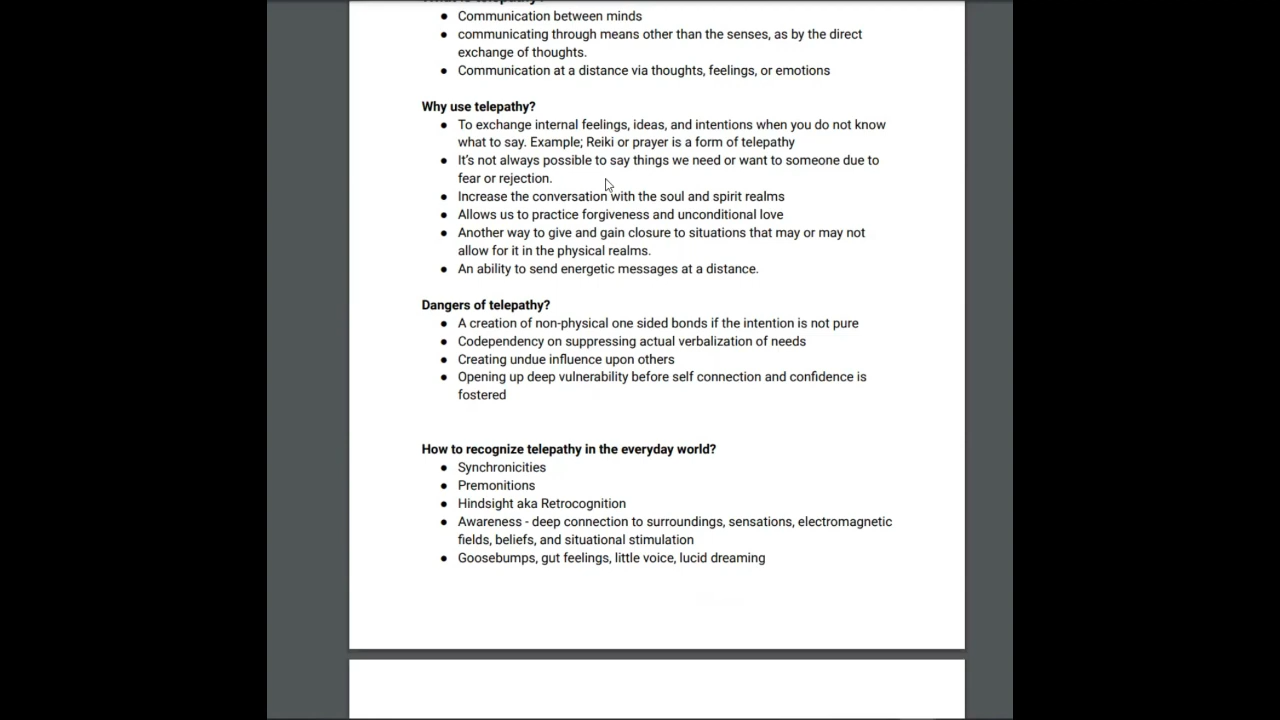 What is telepathy?
● Communication between minds
● communicating through means other than the senses, as by the direct
exchange of thoughts.
● Communication at a distance via thoughts, feelings, or emotions
Why use telepathy?
● To exchange internal feelings, ideas, and intentions when you do not know
what to say. Example; Reiki or prayer is a form of telepathy
● It's not always possible to say things we need or want to someone due to
fear or rejection.
● Increase the conversation with the soul and spirit realms
● Allows us to practice forgiveness and unconditional love
● Another way to give and gain closure to situations that may or may not
allow for it in the physical realms.
● An ability to send energetic messages at a distance.
Dangers of telepathy?
● A creation of non-physical one sided bonds if the intention is not pure
● Codependency on suppressing actual verbalization of needs
● Creating undue influence upon others
● Opening up deep vulnerability before self connection and confidence is
fostered
How to recognize telepathy in the everyday world?
● Synchronicities
● Premonitions
● Hindsight aka Retrocognition
● Awareness - deep connection to surroundings, sensations, electromagnetic
fields, beliefs, and situational stimulation
● Goosebumps, gut feelings, little voice, lucid dreaming